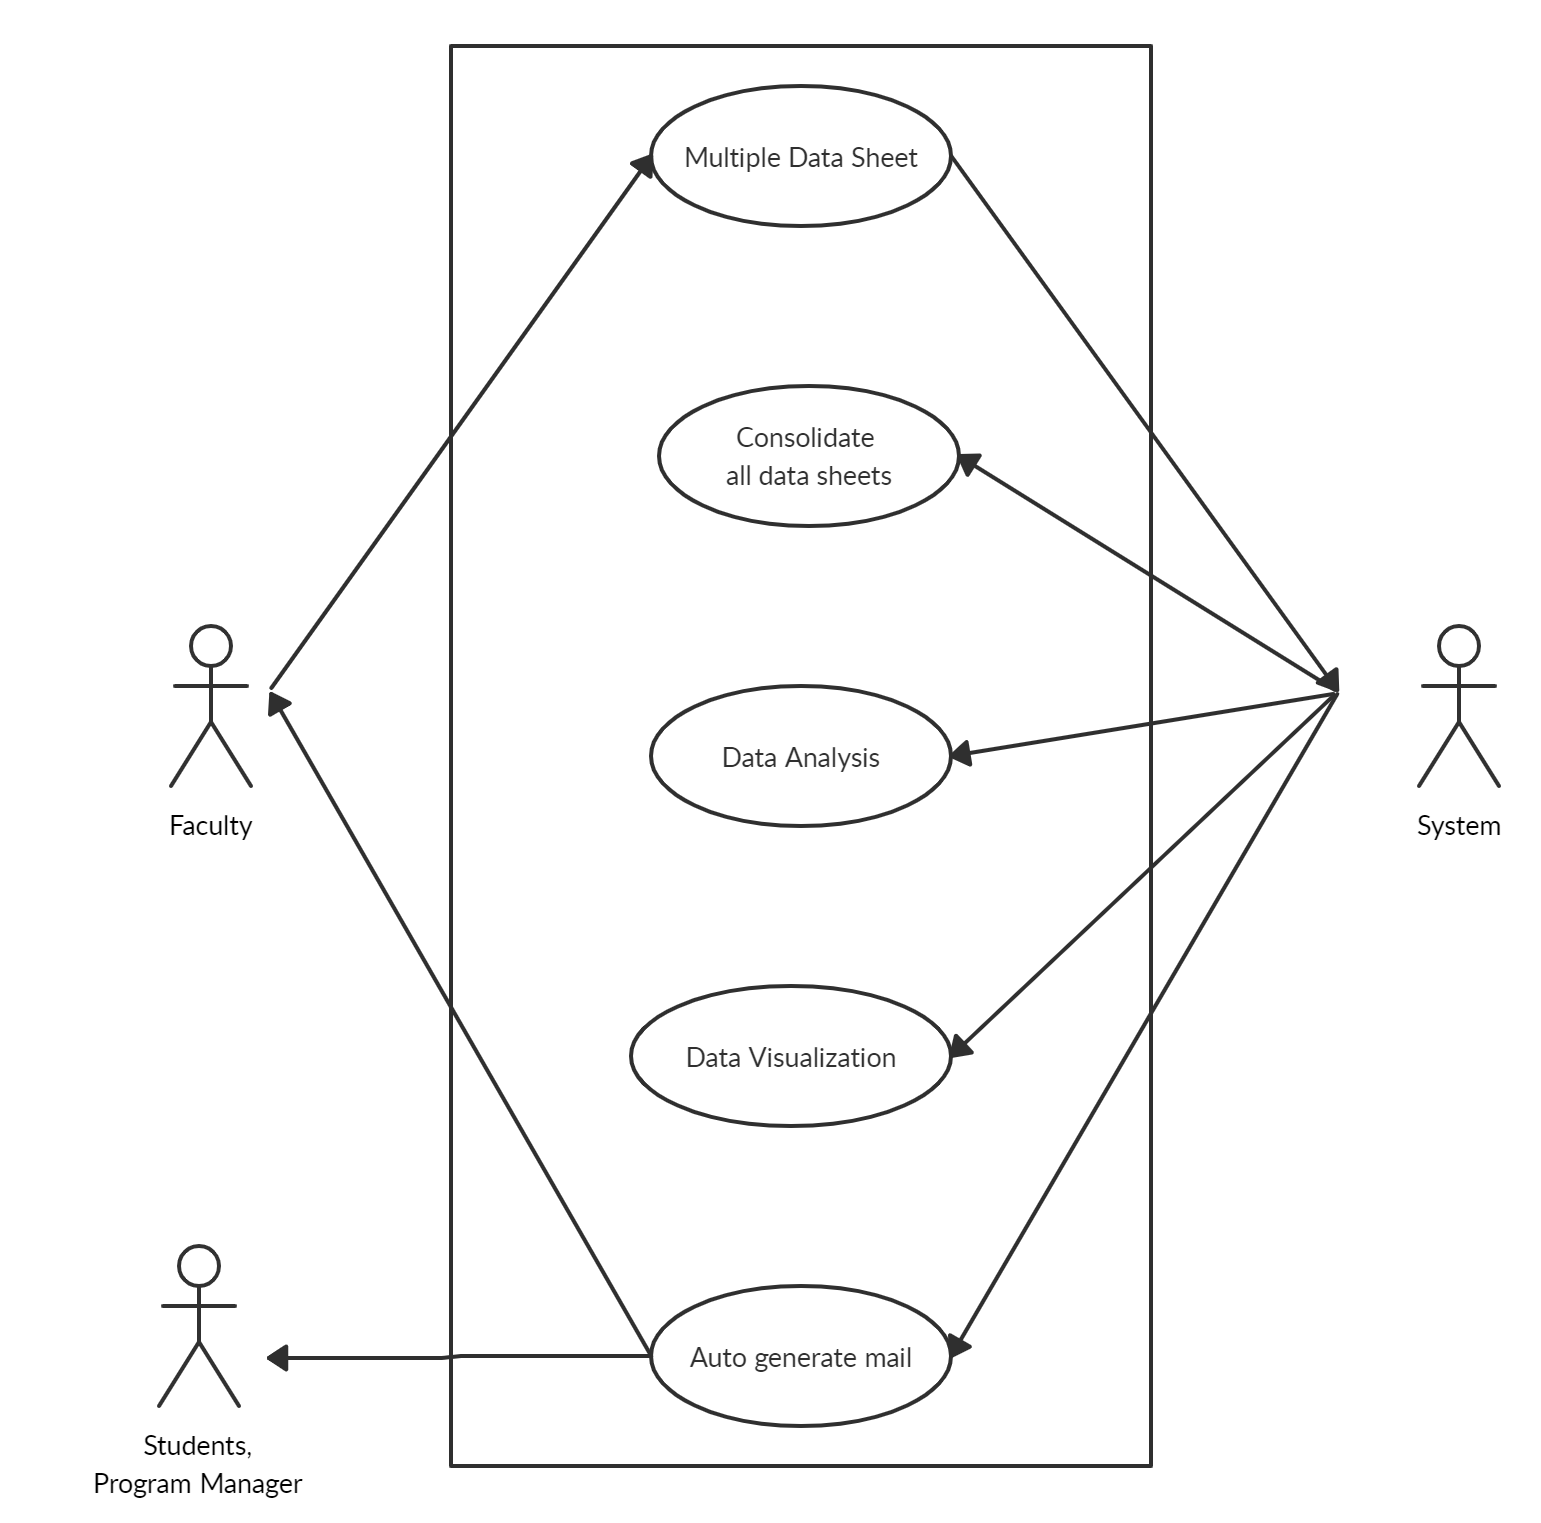 Multiple Data Sheet
Consolidate
all data sheets
Data Analysis
Faculty
System
Data Visualization
Auto generate mail
Students,
Program Manager